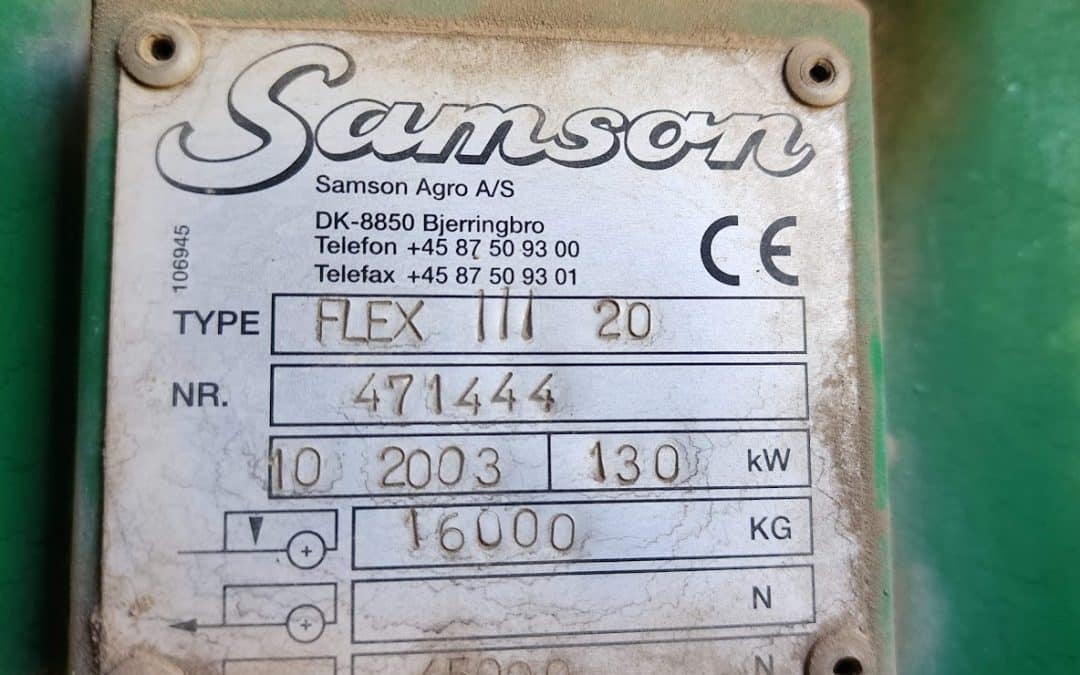 Samson
Samson Agro A/S
DK-8850 Bjerringbro
Telefon +45 87 50 93 00
Telefax +45 87 50 93 01
106945
CE
TYPE FLEX III 20
NR. 471444
10 2003 130 kW
16000 KG
N
N